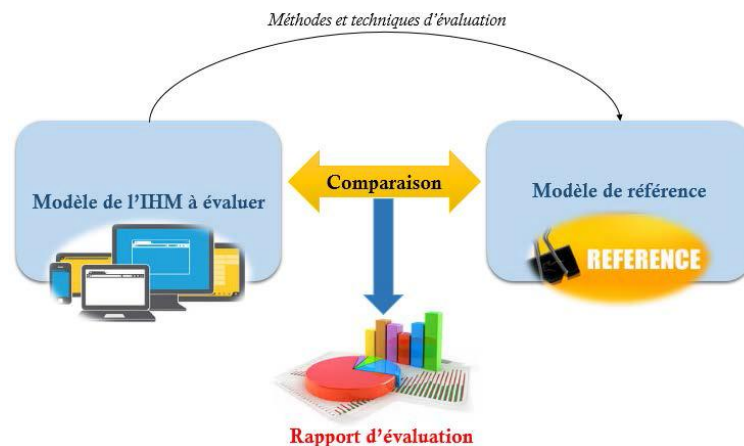 Méthodes et techniques d'évaluation
Modèle de l'IHM à évaluer
Comparaison
Modèle de référence
REFERENCE
Rapport d'évaluation